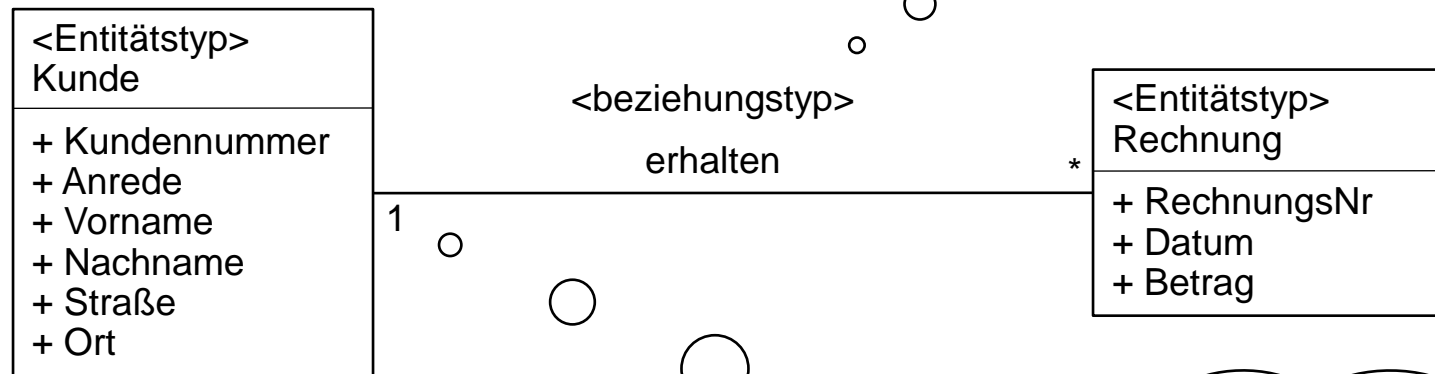 <Entitätstyp>
Kunde
+ Kundennummer
+ Anrede
+ Vorname
+ Nachname
+ Straße
+ Ort
<beziehungstyp>
erhalten
1
*
<Entitätstyp>
Rechnung
+ RechnungsNr
+ Datum
+ Betrag